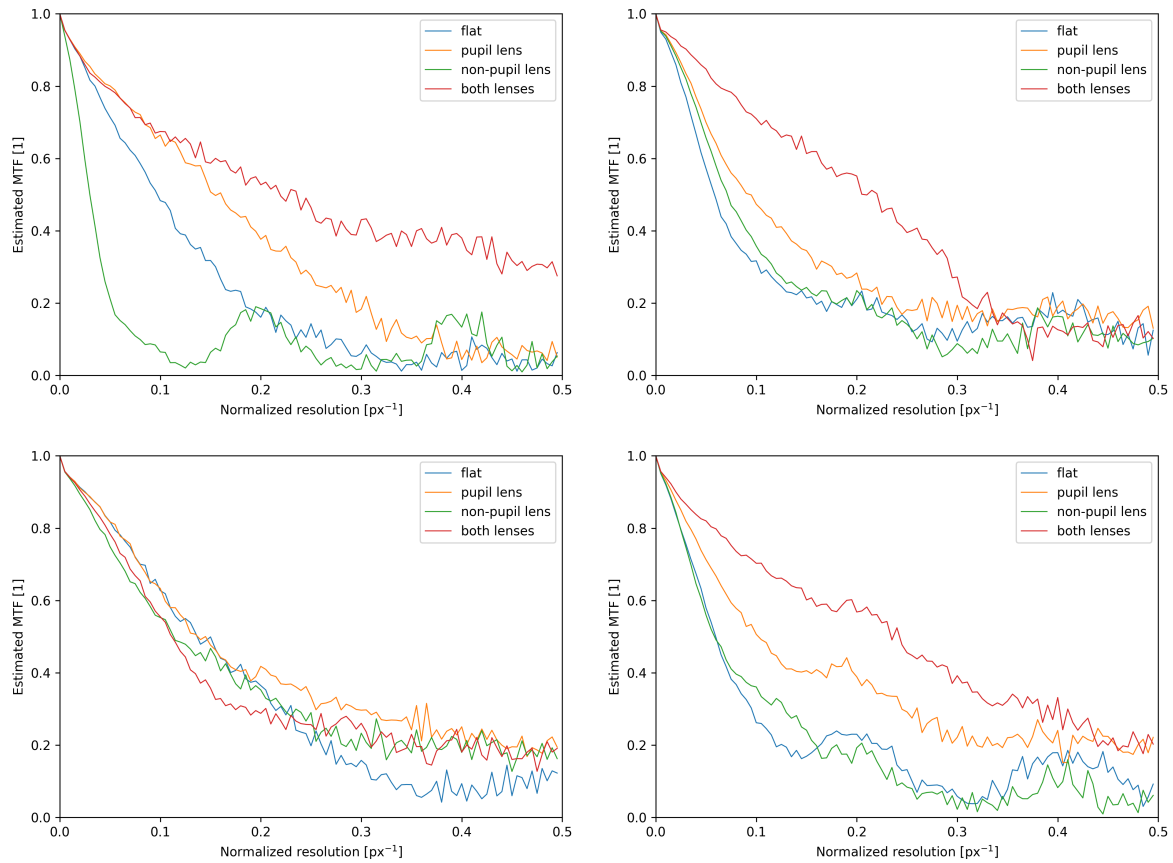 1.0
0.8
0.6
0.4
0.2
0.0
Estimated MTF [1]
0.0 0.1 0.2 0.3 0.4 0.5
Normalized resolution [px⁻¹]
flat
pupil lens
non-pupil lens
both lenses
1.0
0.8
0.6
0.4
0.2
0.0
Estimated MTF [1]
0.0 0.1 0.2 0.3 0.4 0.5
Normalized resolution [px⁻¹]
flat
pupil lens
non-pupil lens
both lenses
1.0
0.8
0.6
0.4
0.2
0.0
Estimated MTF [1]
0.0 0.1 0.2 0.3 0.4 0.5
Normalized resolution [px⁻¹]
flat
pupil lens
non-pupil lens
both lenses
1.0
0.8
0.6
0.4
0.2
0.0
Estimated MTF [1]
0.0 0.1 0.2 0.3 0.4 0.5
Normalized resolution [px⁻¹]
flat
pupil lens
non-pupil lens
both lenses